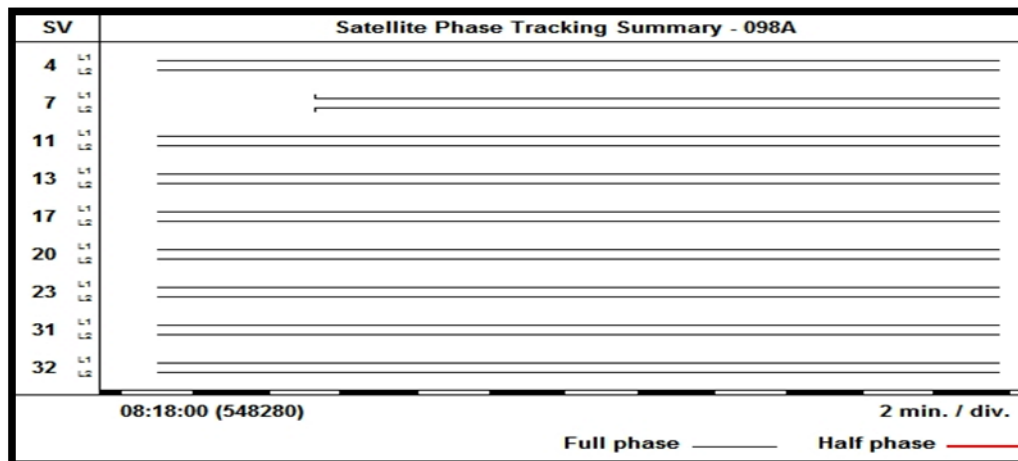 SV Satellite Phase Tracking Summary - 098A
4 L1 L2
7 L1 L2
11 L1 L2
13 L1 L2
17 L1 L2
20 L1 L2
23 L1 L2
31 L1 L2
32 L1 L2
08:18:00 (548280) 2 min. / div.
Full phase Half phase